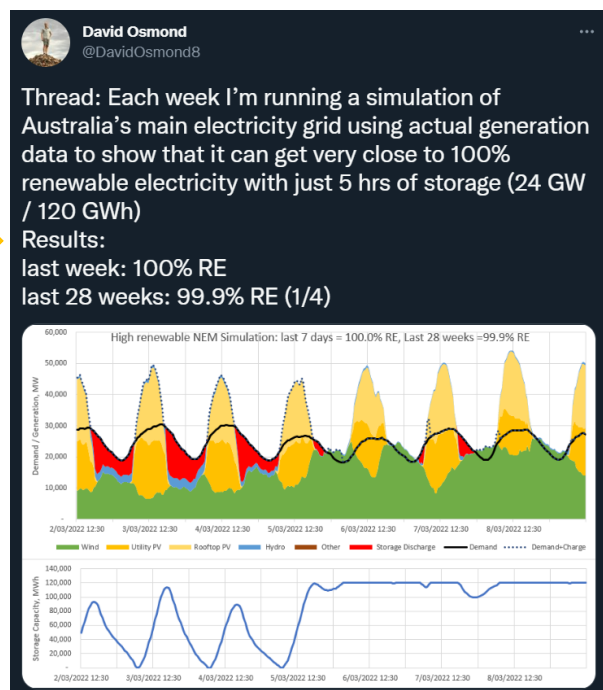 David Osmond
@DavidOsmond8
Thread: Each week I'm running a simulation of
Australia's main electricity grid using actual generation
data to show that it can get very close to 100%
renewable electricity with just 5 hrs of storage (24 GW
/ 120 GWh)
Results:
last week: 100% RE
last 28 weeks: 99.9% RE (1/4)
High renewable NEM Simulation: last 7 days = 100.0% RE, Last 28 weeks =99.9% RE
Demand / Generation, MW
60,000
50,000
40,000
30,000
20,000
10,000
-
2/03/2022 12:30 3/03/2022 12:30 4/03/2022 12:30 5/03/2022 12:30 6/03/2022 12:30 7/03/2022 12:30 8/03/2022 12:30
Wind Utility PV Rooftop PV Hydro Other Storage Discharge Demand Demand+Charge
Storage Capacity, MWh
140,000
120,000
100,000
80,000
60,000
40,000
20,000
-
2/03/2022 12:30 3/03/2022 12:30 4/03/2022 12:30 5/03/2022 12:30 6/03/2022 12:30 7/03/2022 12:30 8/03/2022 12:30